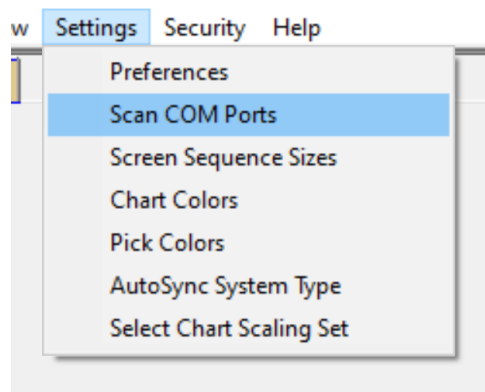 w Settings Security Help
Preferences
Scan COM Ports
Screen Sequence Sizes
Chart Colors
Pick Colors
AutoSync System Type
Select Chart Scaling Set